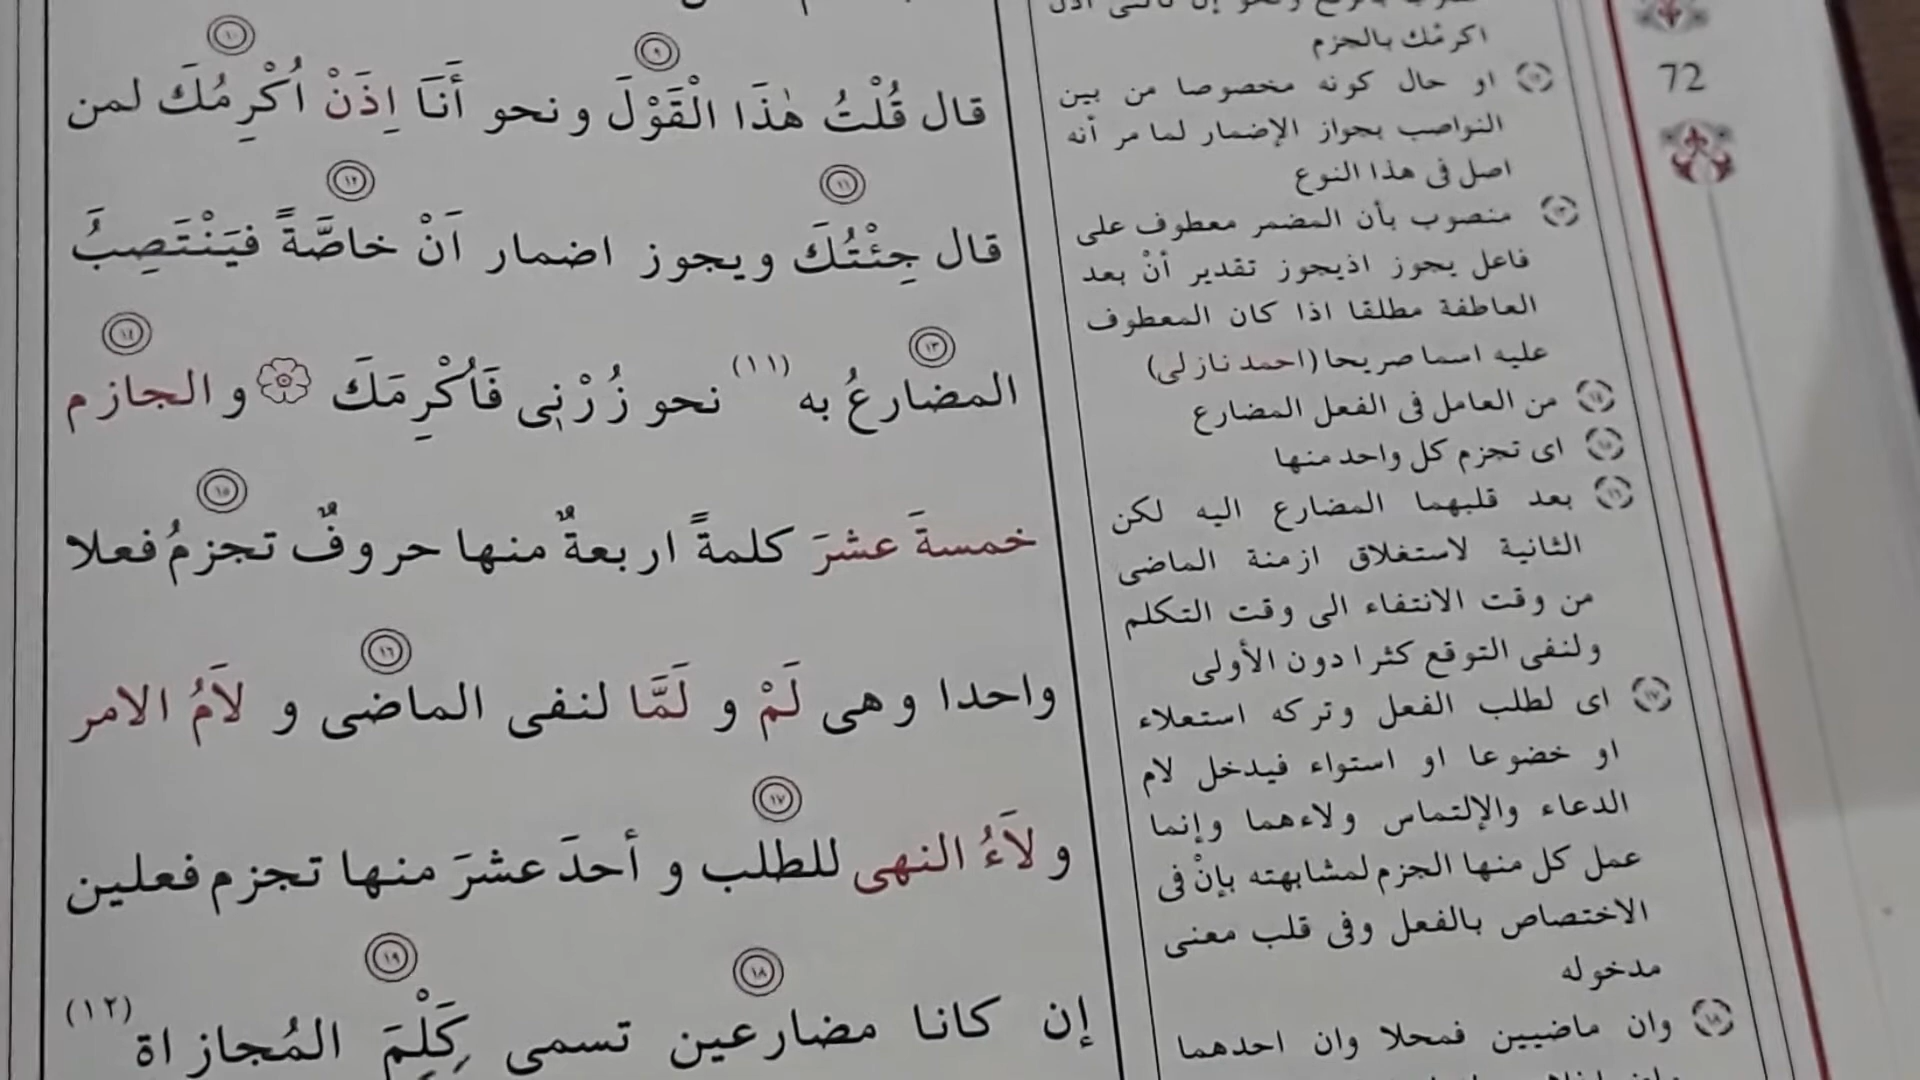 قال قُلْتُ هٰذَا الْقَوْلَ ونحو أَنَا اِذَنْ اُكْرِمُكَ لمن
قال جِئْتُكَ ويجوز اضمار اَنْ خاصَّةً فيَنْتَصِبُ
المضارعُ به (١١) نحو زُرْنِى فَاُكْرِمَكَ و الجازم
خمسةَ عشرَ كلمةً اربعةٌ منها حروفٌ تجزمُ فعلا
واحدا وهى لَمْ و لَمَّا لنفى الماضى و لاَمُ الامر
و لاَءُ النهى للطلب و أحدَ عشرَ منها تجزم فعلين
إن كانا مضارعين تسمى كَلِمَ المُجازاة (١٢)
72
اكرمُك بالجزم
او حال كونه مخصوصا من بين
النواصب بجواز الإضمار لما مر أنه
اصل فى هذا النوع
منصوب بأن المضمر معطوف على
فاعل يجوز اذيجوز تقدير أنْ بعد
العاطفة مطلقا اذا كان المعطوف
عليه اسما صريحا (احمد نازلى)
من العامل فى الفعل المضارع
اى تجزم كل واحد منها
بعد قلبهما المضارع اليه لكن
الثانية لاستغلاق ازمنة الماضى
من وقت الانتفاء الى وقت التكلم
ولنفى التوقع كثرا دون الأولى
اى لطلب الفعل وتركه استعلاء
او خضوعا او استواء فيدخل لام
الدعاء والإلتماس ولاءهما وإنما
عمل كل منها الجزم لمشابهته بإنْ فى
الاختصاص بالفعل وفى قلب معنى
مدخوله
وان ماضيين فمحلا وان احدهما